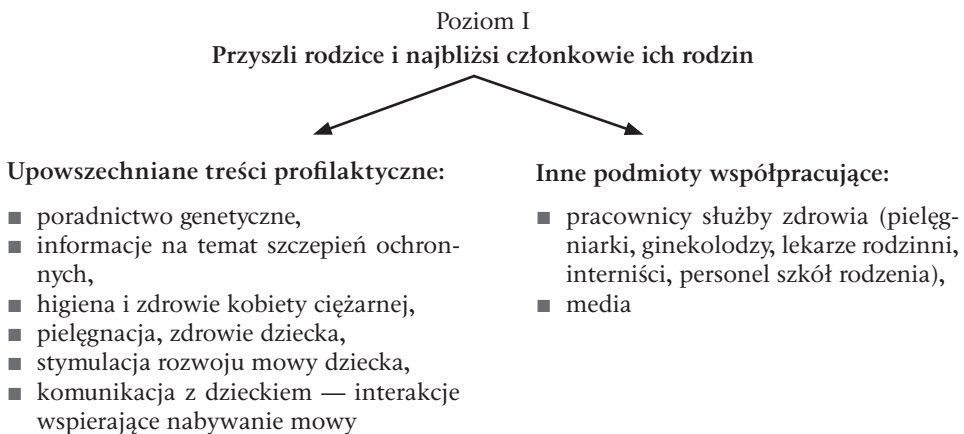 Poziom I
Przyszli rodzice i najbliżsi członkowie ich rodzin
Upowszechniane treści profilaktyczne:
■ poradnictwo genetyczne,
■ informacje na temat szczepień ochron-
nych,
■ higiena i zdrowie kobiety ciężarnej,
■ pielęgnacja, zdrowie dziecka,
■ stymulacja rozwoju mowy dziecka,
■ komunikacja z dzieckiem — interakcje
wspierające nabywanie mowy
Inne podmioty współpracujące:
■ pracownicy służby zdrowia (pielęg-
niarki, ginekolodzy, lekarze rodzinni,
interniści, personel szkół rodzenia),
■ media